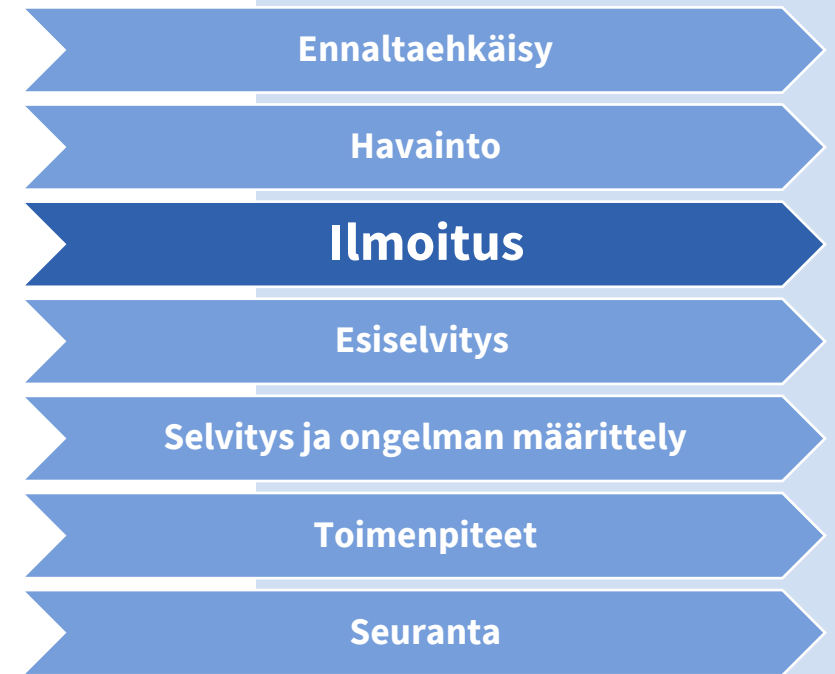 Ennaltaehkäisy
Havainto
Ilmoitus
Esiselvitys
Selvitys ja ongelman määrittely
Toimenpiteet
Seuranta